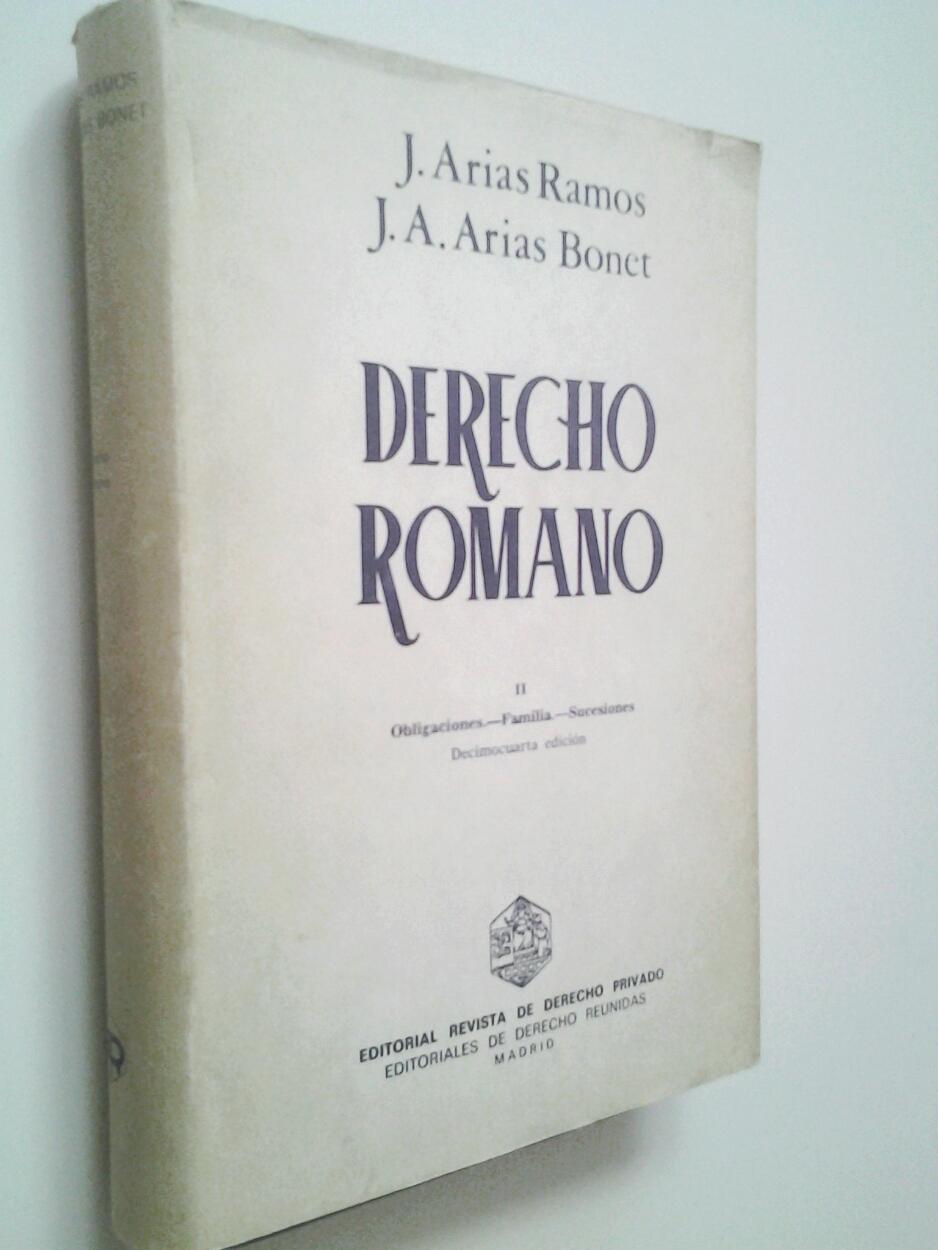 RAMOS
BONET
J. Arias Ramos
J. A. Arias Bonet
DERECHO
ROMANO
II
Obligaciones.—Familia.—Sucesiones
Decimocuarta edición
EDITORIAL REVISTA DE DERECHO PRIVADO
EDITORIALES DE DERECHO REUNIDAS
MADRID